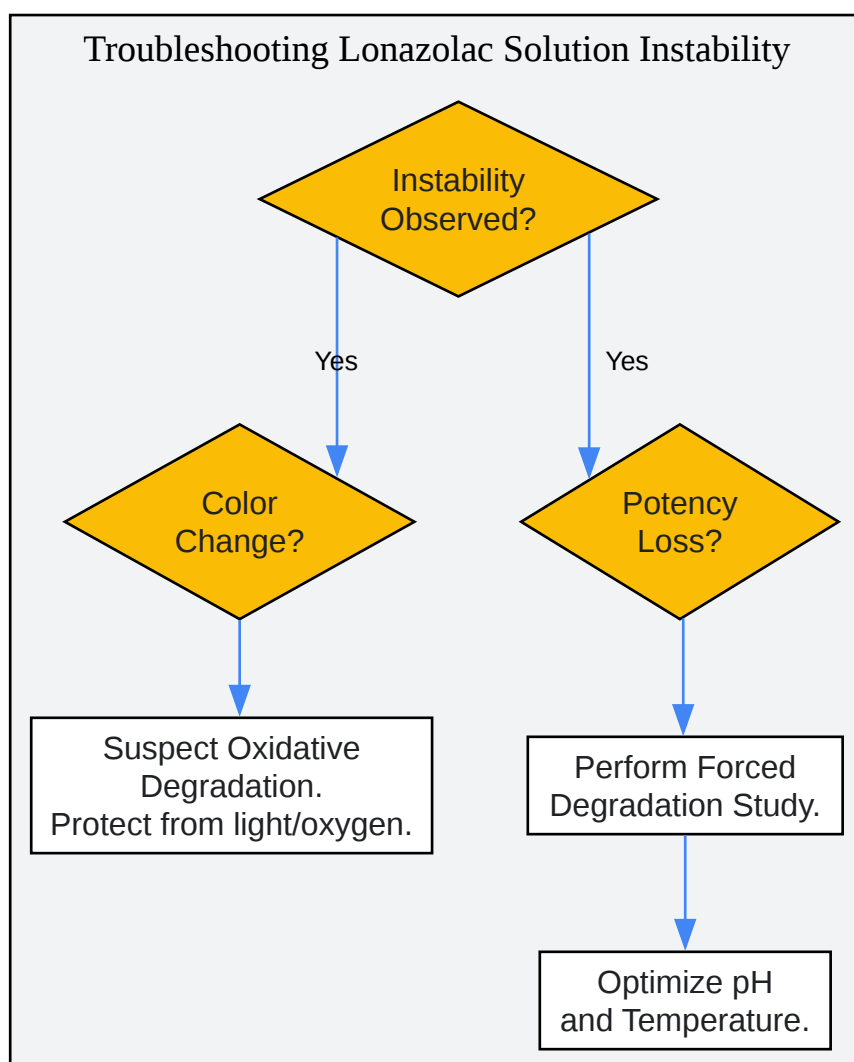 Troubleshooting Lonazolac Solution Instability
Instability
Observed?
Yes
Yes
Color
Change?
Potency
Loss?
Suspect Oxidative
Degradation.
Protect from light/oxygen.
Perform Forced
Degradation Study.
Optimize pH
and Temperature.